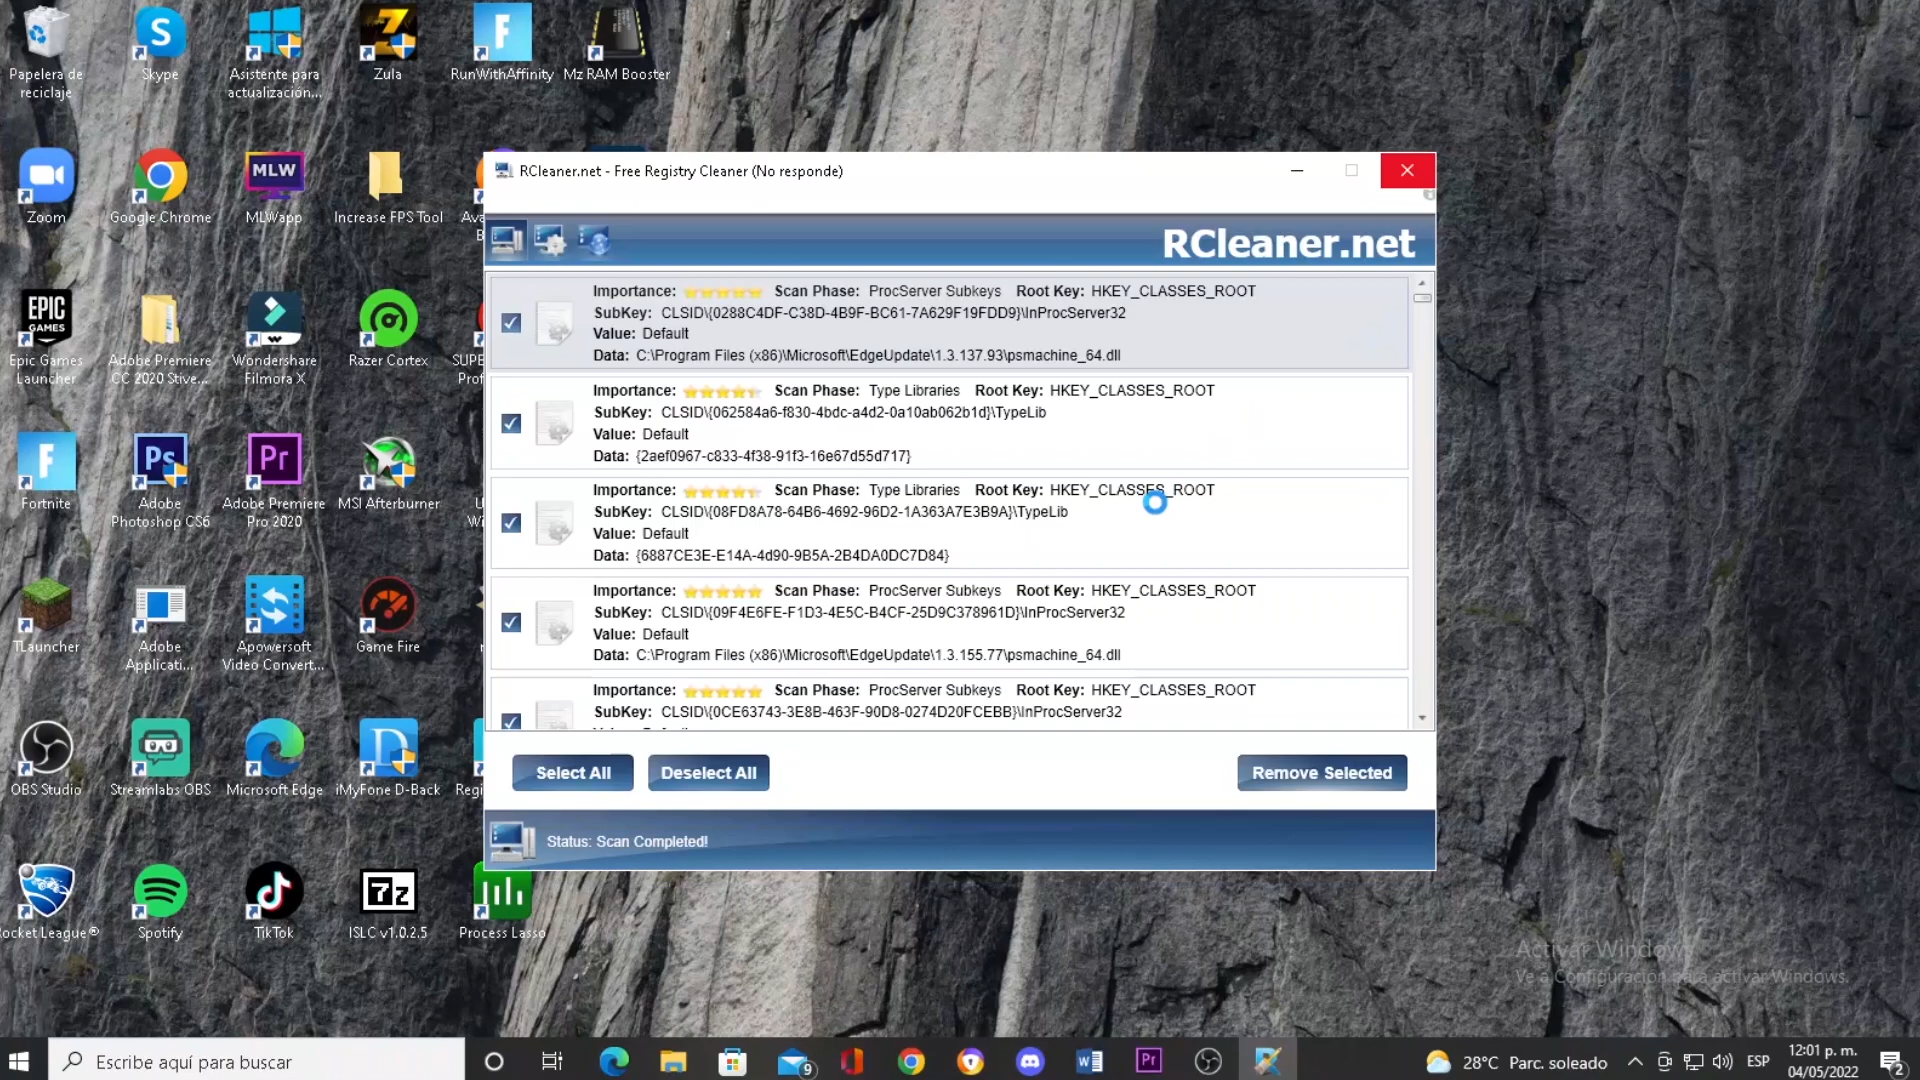 Papelera de
reciclaje
Skype
Asistente para
actualización...
Zula
RunWithAffinity
Mz RAM Booster
Zoom
Google Chrome
MLW
MLWapp
Increase FPS Tool
EPIC
GAMES
Epic Games
Launcher
Adobe Premiere
CC 2020 Stive...
Wondershare
Filmora X
Razer Cortex
Fortnite
Ps
Adobe
Photoshop CS6
Pr
Adobe Premiere
Pro 2020
MSI Afterburner
TLauncher
Adobe
Applicati...
Apowersoft
Video Convert...
Game Fire
OBS Studio
Streamlabs OBS
Microsoft Edge
iMyFone D-Back
ocket League®
Spotify
TikTok
7z
ISLC v1.0.2.5
Process Lasso
RCleaner.net - Free Registry Cleaner (No responde)
RCleaner.net
Importance: Scan Phase: ProcServer Subkeys Root Key: HKEY_CLASSES_ROOT
SubKey: CLSID\{0288C4DF-C38D-4B9F-BC61-7A629F19FDD9}\InProcServer32
Value: Default
Data: C:\Program Files (x86)\Microsoft\EdgeUpdate\1.3.137.93\psmachine_64.dll
Importance: Scan Phase: Type Libraries Root Key: HKEY_CLASSES_ROOT
SubKey: CLSID\{062584a6-f830-4bdc-a4d2-0a10ab062b1d}\TypeLib
Value: Default
Data: {2aef0967-c833-4f38-91f3-16e67d55d717}
Importance: Scan Phase: Type Libraries Root Key: HKEY_CLASSES_ROOT
SubKey: CLSID\{08FD8A78-64B6-4692-96D2-1A363A7E3B9A}\TypeLib
Value: Default
Data: {6887CE3E-E14A-4d90-9B5A-2B4DA0DC7D84}
Importance: Scan Phase: ProcServer Subkeys Root Key: HKEY_CLASSES_ROOT
SubKey: CLSID\{09F4E6FE-F1D3-4E5C-B4CF-25D9C378961D}\InProcServer32
Value: Default
Data: C:\Program Files (x86)\Microsoft\EdgeUpdate\1.3.155.77\psmachine_64.dll
Importance: Scan Phase: ProcServer Subkeys Root Key: HKEY_CLASSES_ROOT
SubKey: CLSID\{0CE63743-3E8B-463F-90D8-0274D20FCEBB}\InProcServer32
Select All
Deselect All
Remove Selected
Status: Scan Completed!
Activar Windows
Ve a Configuración para activar Windows.
Escribe aquí para buscar
9
Pr
28°C Parc. soleado
ESP
12:01 p. m.
04/05/2022
2